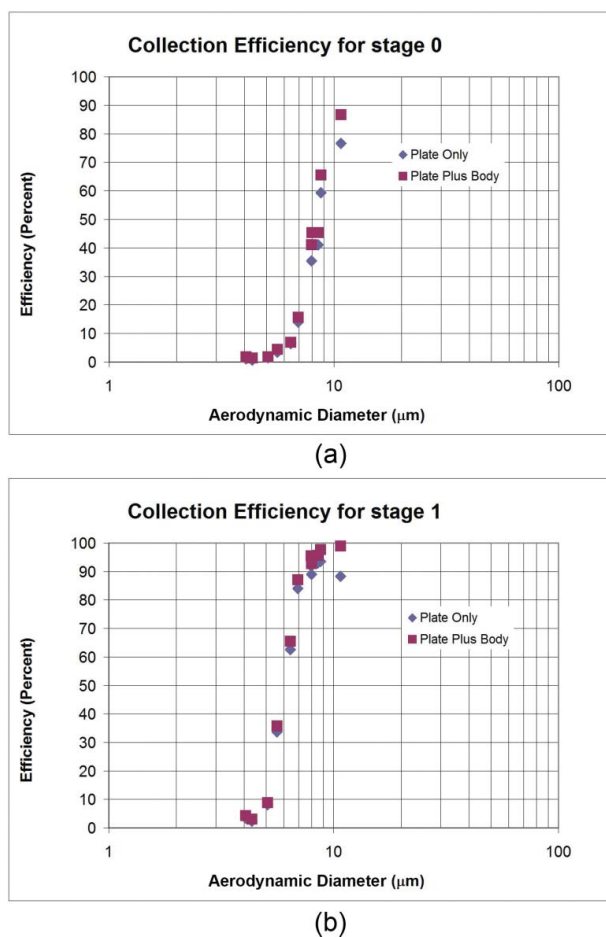 Collection Efficiency for stage 0
100
90
80
70
60
50
40
30
20
10
0
Efficiency (Percent)
Plate Only
Plate Plus Body
1
10
100
Aerodynamic Diameter (μm)
(a)
Collection Efficiency for stage 1
100
90
80
70
60
50
40
30
20
10
0
Efficiency (Percent)
Plate Only
Plate Plus Body
1
10
100
Aerodynamic Diameter (μm)
(b)